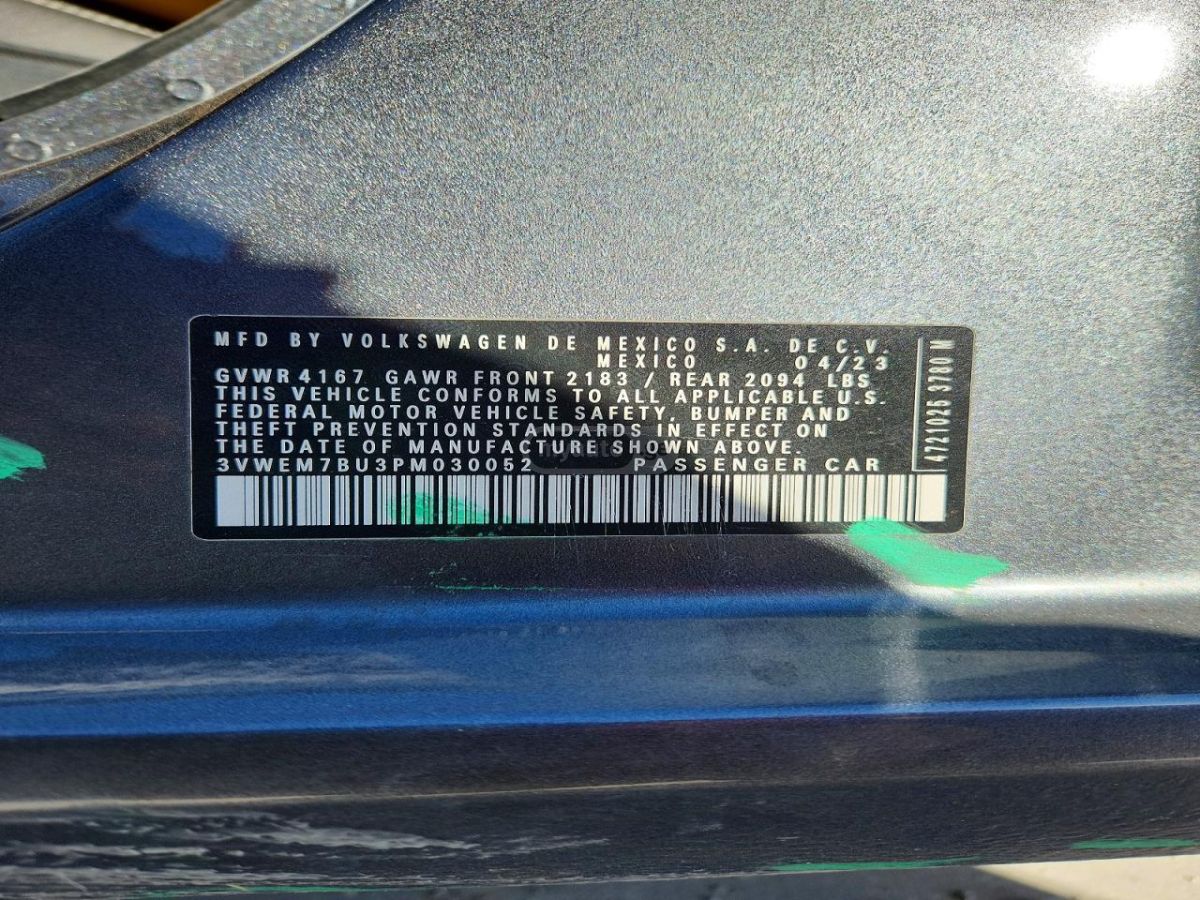 MFD BY VOLKSWAGEN DE MEXICO S.A. DE C.V.
MEXICO 04/23
GVWR 4167 GAWR FRONT 2183 / REAR 2094 LBS
THIS VEHICLE CONFORMS TO ALL APPLICABLE U.S.
FEDERAL MOTOR VEHICLE SAFETY, BUMPER AND
THEFT PREVENTION STANDARDS IN EFFECT ON
THE DATE OF MANUFACTURE SHOWN ABOVE.
3VWEM7BU3PM030052 PASSENGER CAR
4721025 3780 M